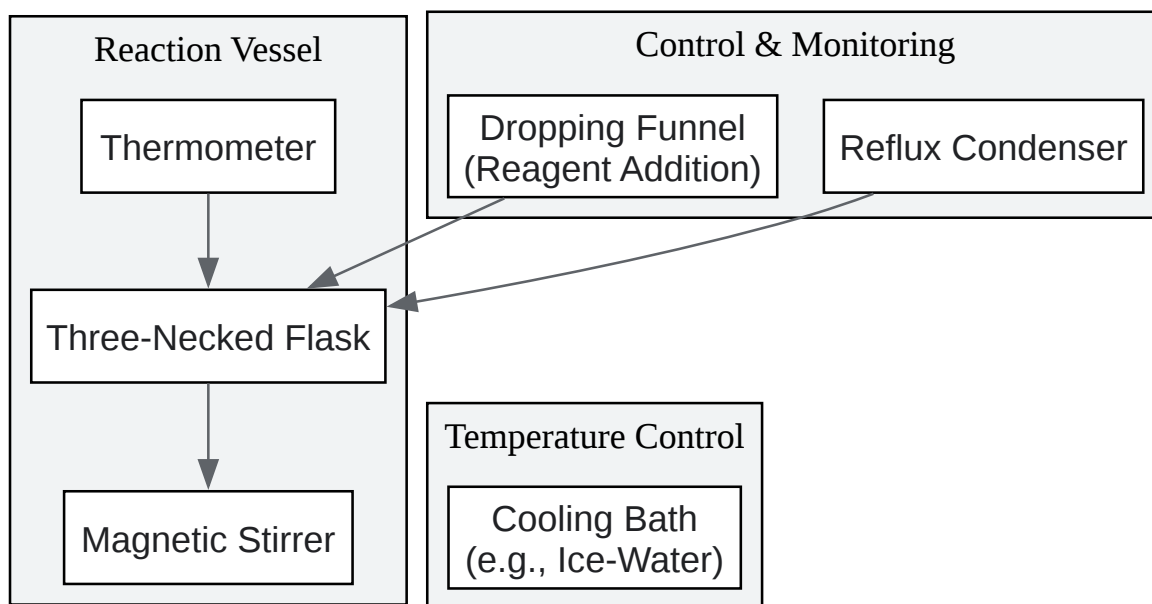 Reaction Vessel
Thermometer
Three-Necked Flask
Magnetic Stirrer
Control & Monitoring
Dropping Funnel
(Reagent Addition)
Reflux Condenser
Temperature Control
Cooling Bath
(e.g., Ice-Water)